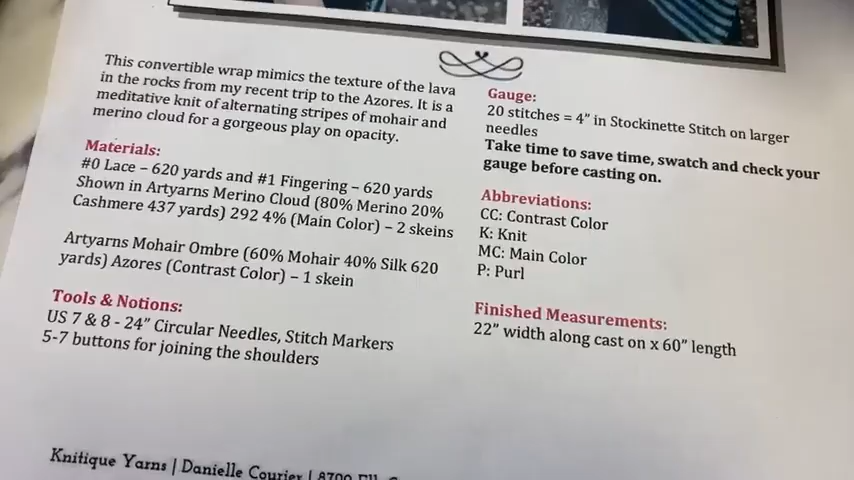 This convertible wrap mimics the texture of the lava
in the rocks from my recent trip to the Azores. It is a
meditative knit of alternating stripes of mohair and
merino cloud for a gorgeous play on opacity.
Materials:
#0 Lace – 620 yards and #1 Fingering – 620 yards
Shown in Artyarns Merino Cloud (80% Merino 20%
Cashmere 437 yards) 292 4% (Main Color) – 2 skeins
Artyarns Mohair Ombre (60% Mohair 40% Silk 620
yards) Azores (Contrast Color) – 1 skein
Tools & Notions:
US 7 & 8 - 24” Circular Needles, Stitch Markers
5-7 buttons for joining the shoulders
Gauge:
20 stitches = 4” in Stockinette Stitch on larger
needles
Take time to save time, swatch and check your
gauge before casting on.
Abbreviations:
CC: Contrast Color
K: Knit
MC: Main Color
P: Purl
Finished Measurements:
22” width along cast on x 60” length
Knitique Yarns | Danielle Courier | 8700